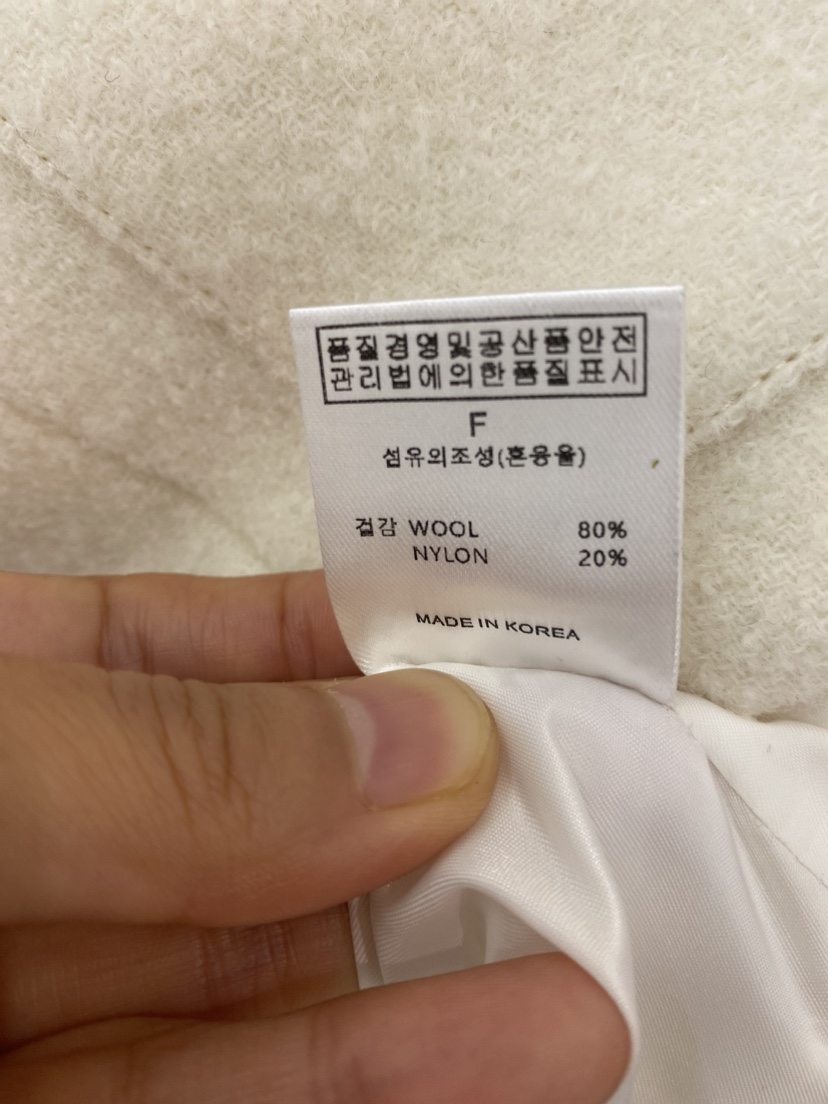 품질경영및공산품안전
관리법에의한품질표시
F
섬유의조성(혼용율)
겉감 WOOL 80%
NYLON 20%
MADE IN KOREA